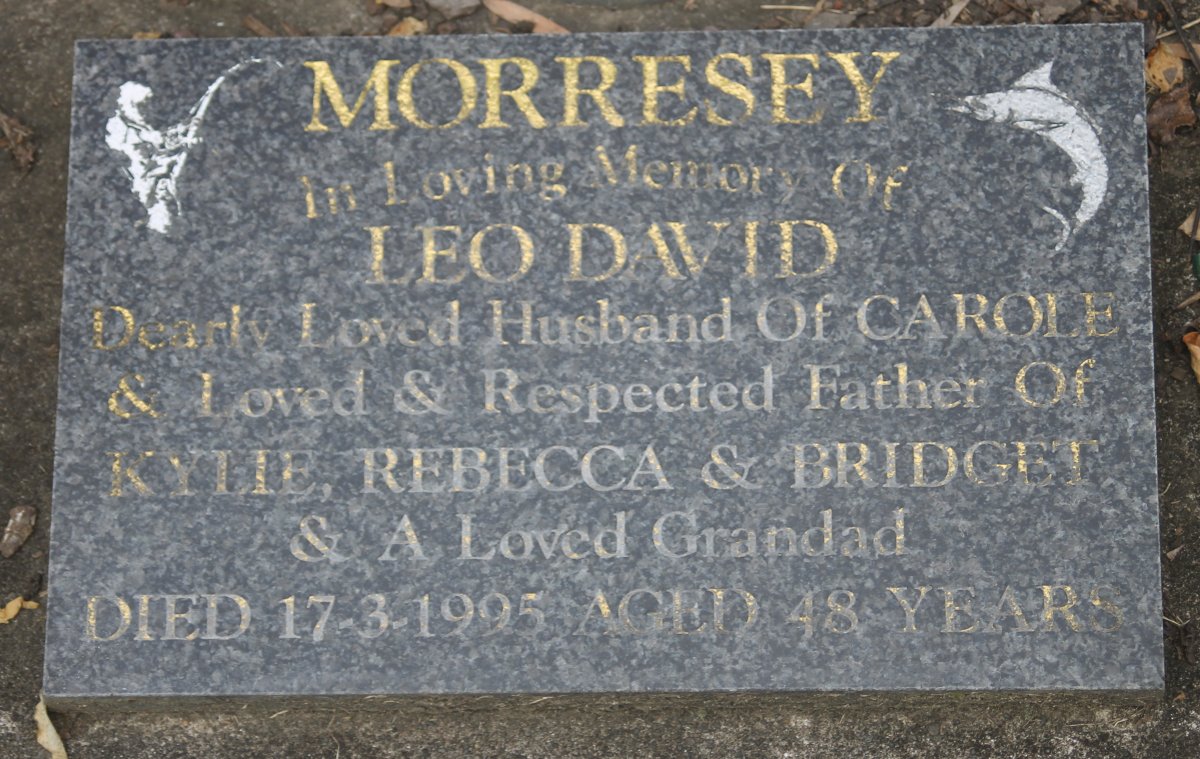 MORRESEY
In Loving Memory Of
LEO DAVID
Dearly Loved Husband Of CAROLE
& Loved & Respected Father Of
KYLIE, REBECCA & BRIDGET
& A Loved Grandad
DIED 17-3-1995 AGED 48 YEARS